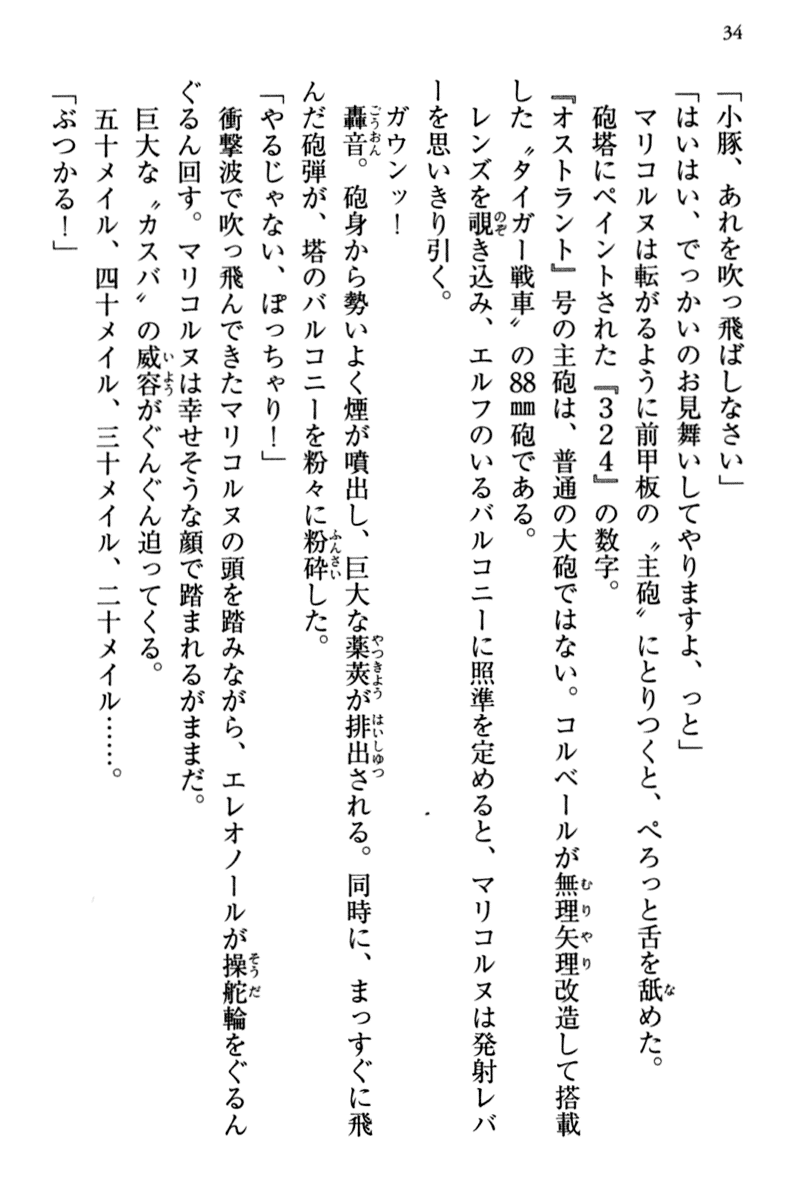 34
「小豚、あれを吹っ飛ばしなさい」
「はいはい、でっかいのお見舞いしてやりますよ、っと」
マリコルヌは転がるように前甲板の〝主砲〟にとりつくと、ぺろっと舌を舐めた。
砲塔にペイントされた『324』の数字。
『オストラント』号の主砲は、普通の大砲ではない。コルベールが無理矢理改造して搭載
した〝タイガー戦車〟の88㎜砲である。
レンズを覗き込み、エルフのいるバルコニーに照準を定めると、マリコルヌは発射レバ
ーを思いきり引く。
ガウンッ!
轟音。砲身から勢いよく煙が噴出し、巨大な薬莢が排出される。同時に、まっすぐに飛
んだ砲弾が、塔のバルコニーを粉々に粉砕した。
「やるじゃない、ぽっちゃり!」
衝撃波で吹っ飛んできたマリコルヌの頭を踏みながら、エレオノールが操舵輪をぐるん
ぐるん回す。マリコルヌは幸せそうな顔で踏まれるがままだ。
巨大な〝カスバ〟の威容がぐんぐん迫ってくる。
五十メイル、四十メイル、三十メイル、二十メイル……。
「ぶつかる!」